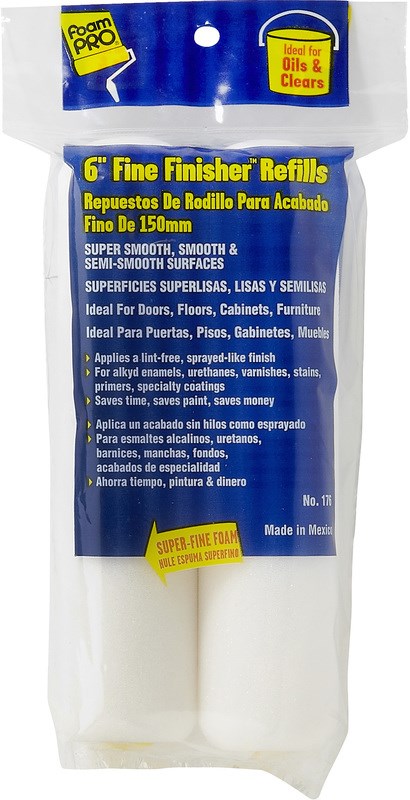 Foam
PRO
Ideal for
Oils &
Clears
6" Fine Finisher™ Refills
Repuestos De Rodillo Para Acabado
Fino De 150mm
SUPER SMOOTH, SMOOTH &
SEMI-SMOOTH SURFACES
SUPERFICIES SUPERLISAS, LISAS Y SEMILISAS
Ideal For Doors, Floors, Cabinets, Furniture
Ideal Para Puertas, Pisos, Gabinetes, Muebles
Applies a lint-free, sprayed-like finish
For alkyd enamels, urethanes, varnishes, stains,
primers, specialty coatings
Saves time, saves paint, saves money
Aplica un acabado sin hilos como esprayado
Para esmaltes alcalinos, uretanos,
barnices, manchas, fondos,
acabados de especialidad
Ahorra tiempo, pintura & dinero
No. 176
Made in Mexico
SUPER-FINE FOAM
HULE ESPUMA SUPERFINO